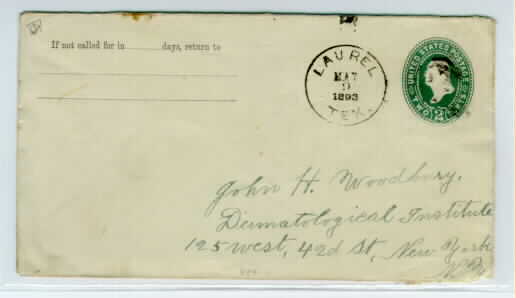 If not called for in ........ days, return to
LAUREL
MAY
9
1893
TEX.
UNITED STATES POSTAGE
TWO 2 CENTS
John H. Woodbury.
Dermatological Institute
125 West, 42d St, New York
N.Y.